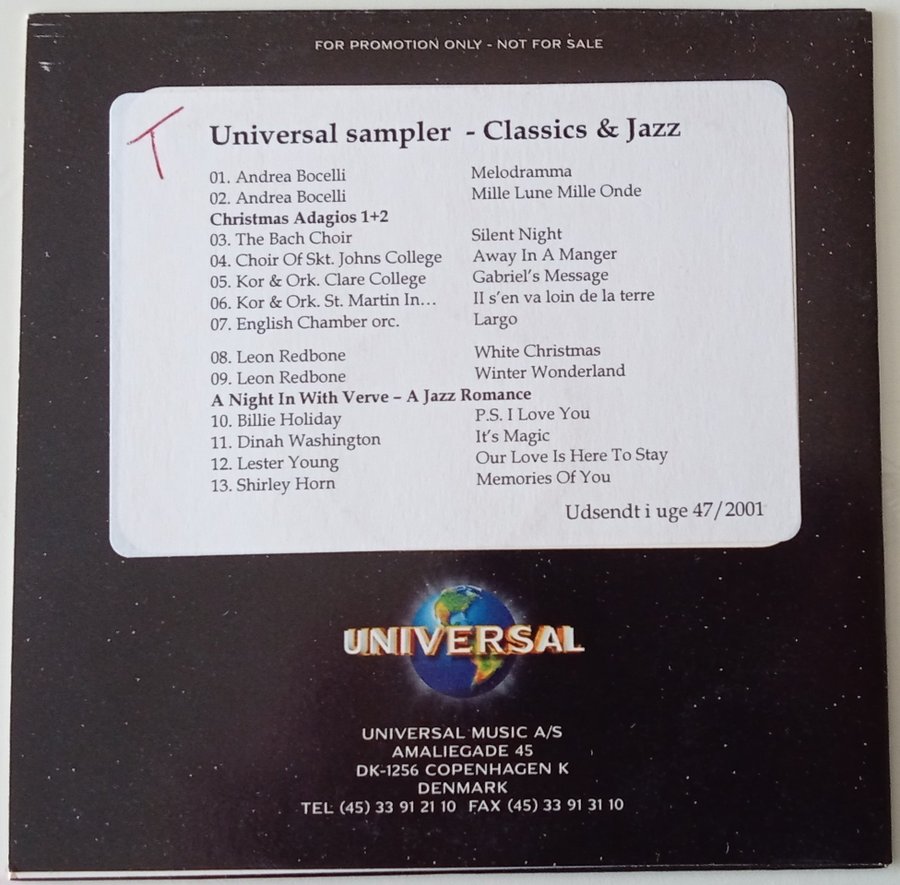 FOR PROMOTION ONLY - NOT FOR SALE
T
Universal sampler - Classics & Jazz
01. Andrea Bocelli Melodramma
02. Andrea Bocelli Mille Lune Mille Onde
Christmas Adagios 1+2
03. The Bach Choir Silent Night
04. Choir Of Skt. Johns College Away In A Manger
05. Kor & Ork. Clare College Gabriel's Message
06. Kor & Ork. St. Martin In… II s'en va loin de la terre
07. English Chamber orc. Largo
08. Leon Redbone White Christmas
09. Leon Redbone Winter Wonderland
A Night In With Verve – A Jazz Romance
10. Billie Holiday P.S. I Love You
11. Dinah Washington It's Magic
12. Lester Young Our Love Is Here To Stay
13. Shirley Horn Memories Of You
Udsendt i uge 47/2001
UNIVERSAL
UNIVERSAL MUSIC A/S
AMALIEGADE 45
DK-1256 COPENHAGEN K
DENMARK
TEL (45) 33 91 21 10 FAX (45) 33 91 31 10